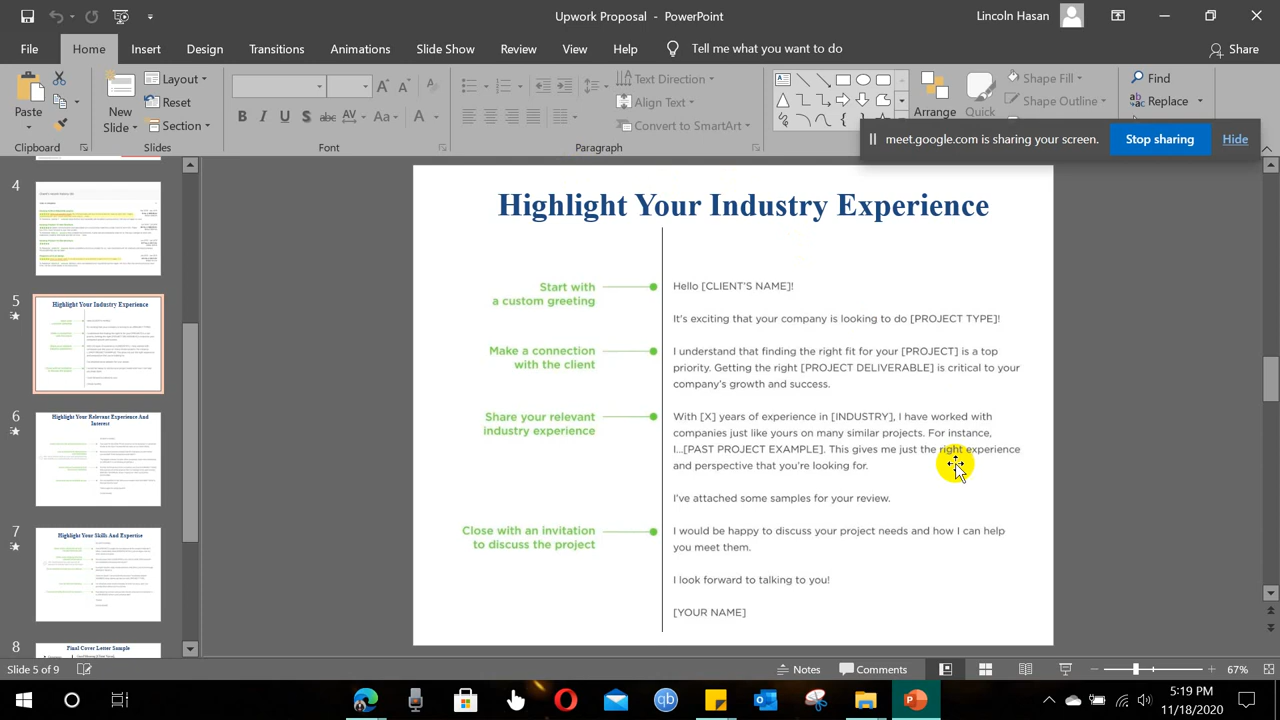 Upwork Proposal - PowerPoint
Lincoln Hasan
File Home Insert Design Transitions Animations Slide Show Review View Help Tell me what you want to do Share
Paste
Clipboard
New
Slide
Layout
Reset
Section
Slides
Font
Text Direction
Align Text
Convert to SmartArt
Paragraph
Arrange
Quick
Shape Fill
Shape Outline
Find
Replace
meet.google.com is sharing your screen. Stop sharing Hide
4
5
Highlight Your Industry Experience
6
Highlight Your Relevant Experience And
Interest
7
Highlight Your Skills And Expertise
8
Final Cover Letter Sample
Highlight Your Industry Experience
Start with
a custom greeting
Hello [CLIENT'S NAME]!
It's exciting that your company is looking to do [PROJECT TYPE]!
Make a connection
with the client
I understand that finding the right fit for your [PROJECT] is a top
priority. Getting the right [PROJECT DELIVERABLE] is critical to your
company's growth and success.
Share your relevant
industry experience
With [X] years of experience in [INDUSTRY], I have worked with
companies just like yours on many similar projects. For instance,
I...[PAST PROJECT EXAMPLE]. This gives me just the right experience
and perspective that you're looking for.
I've attached some samples for your review.
Close with an invitation
to discuss the project
I would be happy to discuss your project needs and how I can help
you meet them.
I look forward to talking to you!
[YOUR NAME]
Slide 5 of 9
Notes Comments 67%
5:19 PM
11/18/2020